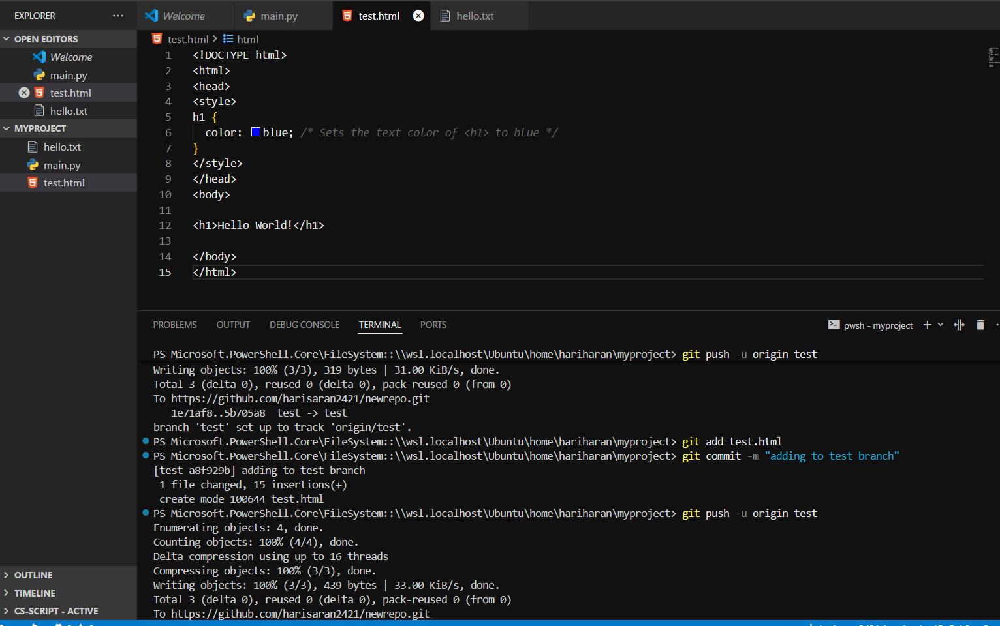 EXPLORER
OPEN EDITORS
Welcome
main.py
test.html
hello.txt
MYPROJECT
hello.txt
main.py
test.html
OUTLINE
TIMELINE
CS-SCRIPT - ACTIVE
Welcome
main.py
test.html
hello.txt
test.html > html
1 <!DOCTYPE html>
2 <html>
3 <head>
4 <style>
5 h1 {
6 color: blue; /* Sets the text color of <h1> to blue */
7 }
8 </style>
9 </head>
10 <body>
11
12 <h1>Hello World!</h1>
13
14 </body>
15 </html>
PROBLEMS OUTPUT DEBUG CONSOLE TERMINAL PORTS
pwsh - myproject
PS Microsoft.PowerShell.Core\FileSystem::\\wsl.localhost\Ubuntu\home\hariharan\myproject> git push -u origin test
Writing objects: 100% (3/3), 319 bytes | 31.00 KiB/s, done.
Total 3 (delta 0), reused 0 (delta 0), pack-reused 0 (from 0)
To https://github.com/harisaran2421/newrepo.git
1e71af8..5b705a8 test -> test
branch 'test' set up to track 'origin/test'.
PS Microsoft.PowerShell.Core\FileSystem::\\wsl.localhost\Ubuntu\home\hariharan\myproject> git add test.html
PS Microsoft.PowerShell.Core\FileSystem::\\wsl.localhost\Ubuntu\home\hariharan\myproject> git commit -m "adding to test branch"
[test a8f929b] adding to test branch
1 file changed, 15 insertions(+)
create mode 100644 test.html
PS Microsoft.PowerShell.Core\FileSystem::\\wsl.localhost\Ubuntu\home\hariharan\myproject> git push -u origin test
Enumerating objects: 4, done.
Counting objects: 100% (4/4), done.
Delta compression using up to 16 threads
Compressing objects: 100% (3/3), done.
Writing objects: 100% (3/3), 439 bytes | 33.00 KiB/s, done.
Total 3 (delta 0), reused 0 (delta 0), pack-reused 0 (from 0)
To https://github.com/harisaran2421/newrepo.git